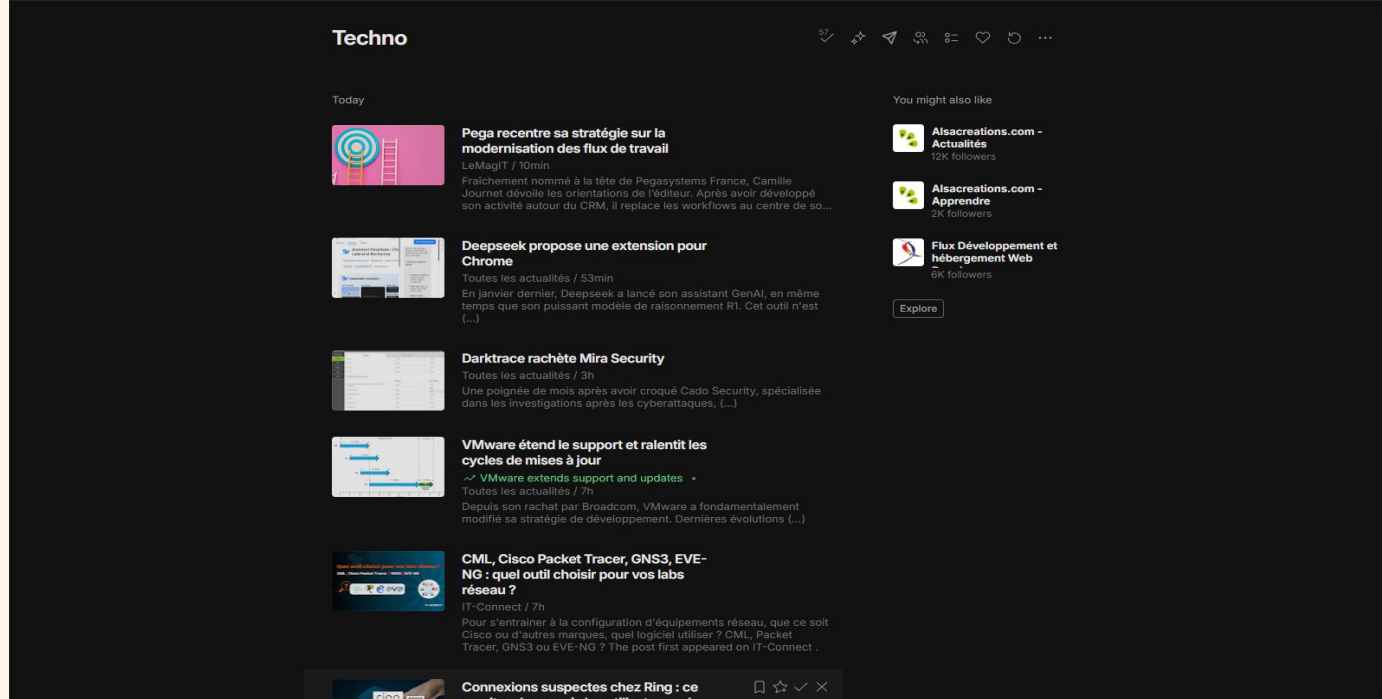 Techno
57
Today
You might also like
Pega recentre sa stratégie sur la
modernisation des flux de travail
LeMagIT / 10min
Fraîchement nommé à la tête de Pegasystems France, Camille
Journet dévoile les orientations de l'éditeur. Après avoir développé
son activité autour du CRM, il replace les workflows au centre de so...
Deepseek propose une extension pour
Chrome
Toutes les actualités / 53min
En janvier dernier, Deepseek a lancé son assistant GenAI, en même
temps que son puissant modèle de raisonnement R1. Cet outil n'est
(...)
Darktrace rachète Mira Security
Toutes les actualités / 3h
Une poignée de mois après avoir croqué Cado Security, spécialisée
dans les investigations après les cyberattaques, (...)
VMware étend le support et ralentit les
cycles de mises à jour
VMware extends support and updates •
Toutes les actualités / 7h
Depuis son rachat par Broadcom, VMware a fondamentalement
modifié sa stratégie de développement. Dernières évolutions (...)
Quel outil choisir pour vos labs réseau ?
CML, Cisco Packet Tracer, GNS3, EVE-
NG : quel outil choisir pour vos labs
réseau ?
IT-Connect / 7h
Pour s'entrainer à la configuration d'équipements réseau, que ce soit
Cisco ou d'autres marques, quel logiciel utiliser ? CML, Packet
Tracer, GNS3 ou EVE-NG ? The post first appeared on IT-Connect .
Connexions suspectes chez Ring : ce
Alsacreations.com -
Actualités
12K followers
Alsacreations.com -
Apprendre
2K followers
Flux Développement et
hébergement Web
6K followers
Explore